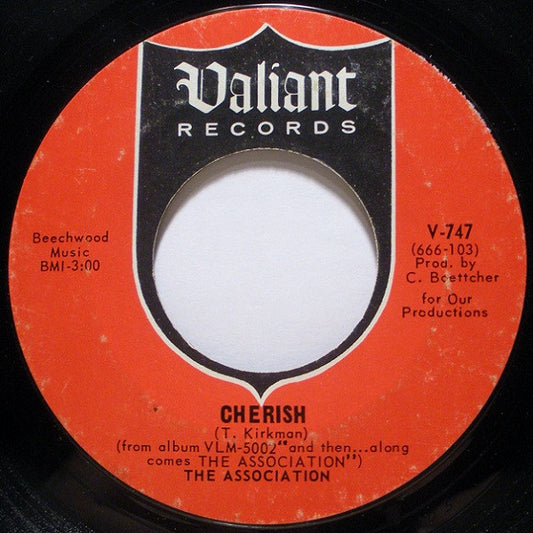 Valiant
RECORDS
Beechwood
Music
BMI-3:00
V-747
(666-103)
Prod. by
C. Boettcher
for Our
Productions
CHERISH
(T. Kirkman)
(from album VLM-5002"and then...along
comes THE ASSOCIATION")
THE ASSOCIATION